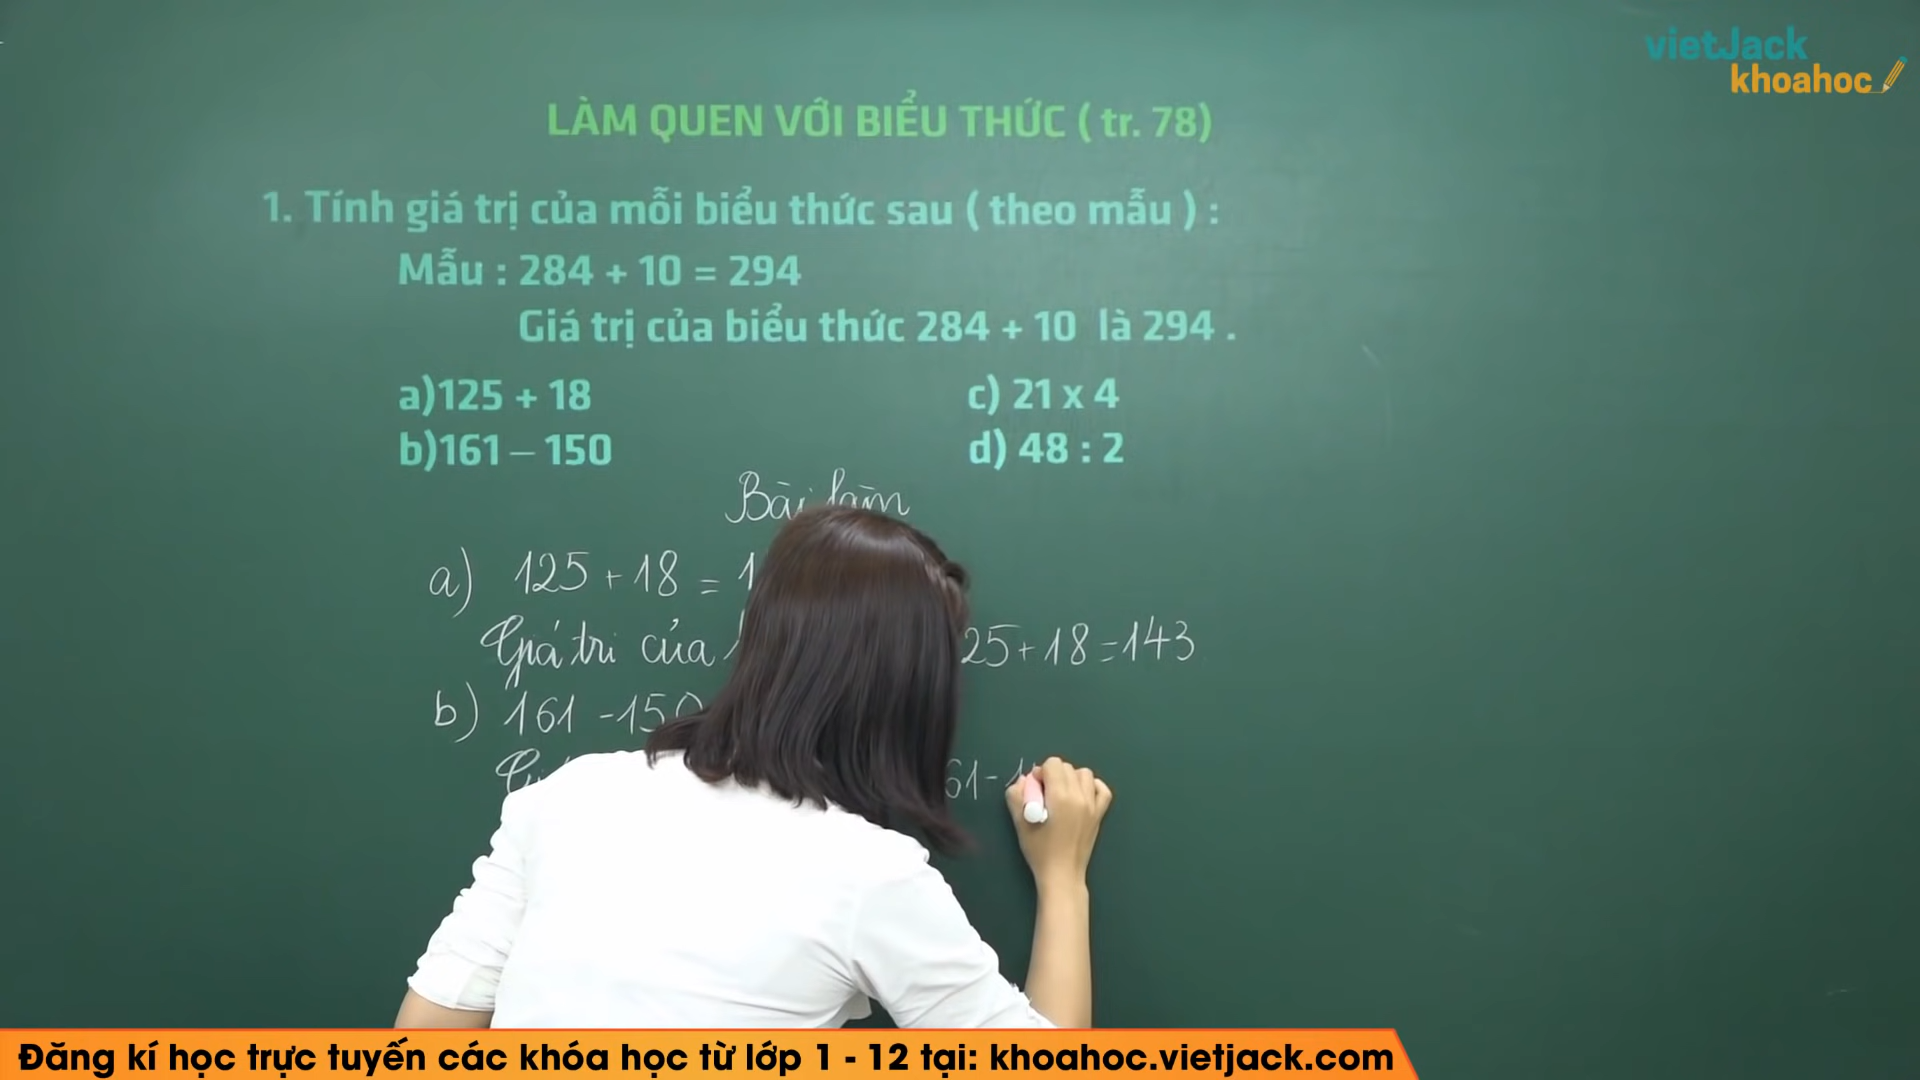 vietJack
khoahoc
LÀM QUEN VỚI BIỂU THỨC ( tr. 78)
1. Tính giá trị của mỗi biểu thức sau ( theo mẫu ) :
Mẫu : 284 + 10 = 294
Giá trị của biểu thức 284 + 10 là 294 .
a)125 + 18
c) 21 x 4
b)161 – 150
d) 48 : 2
Bài làm
a) 125 + 18 = 1
Giá trị của 25 + 18 = 143
b) 161 - 150
61 -
Đăng kí học trực tuyến các khóa học từ lớp 1 - 12 tại: khoahoc.vietjack.com